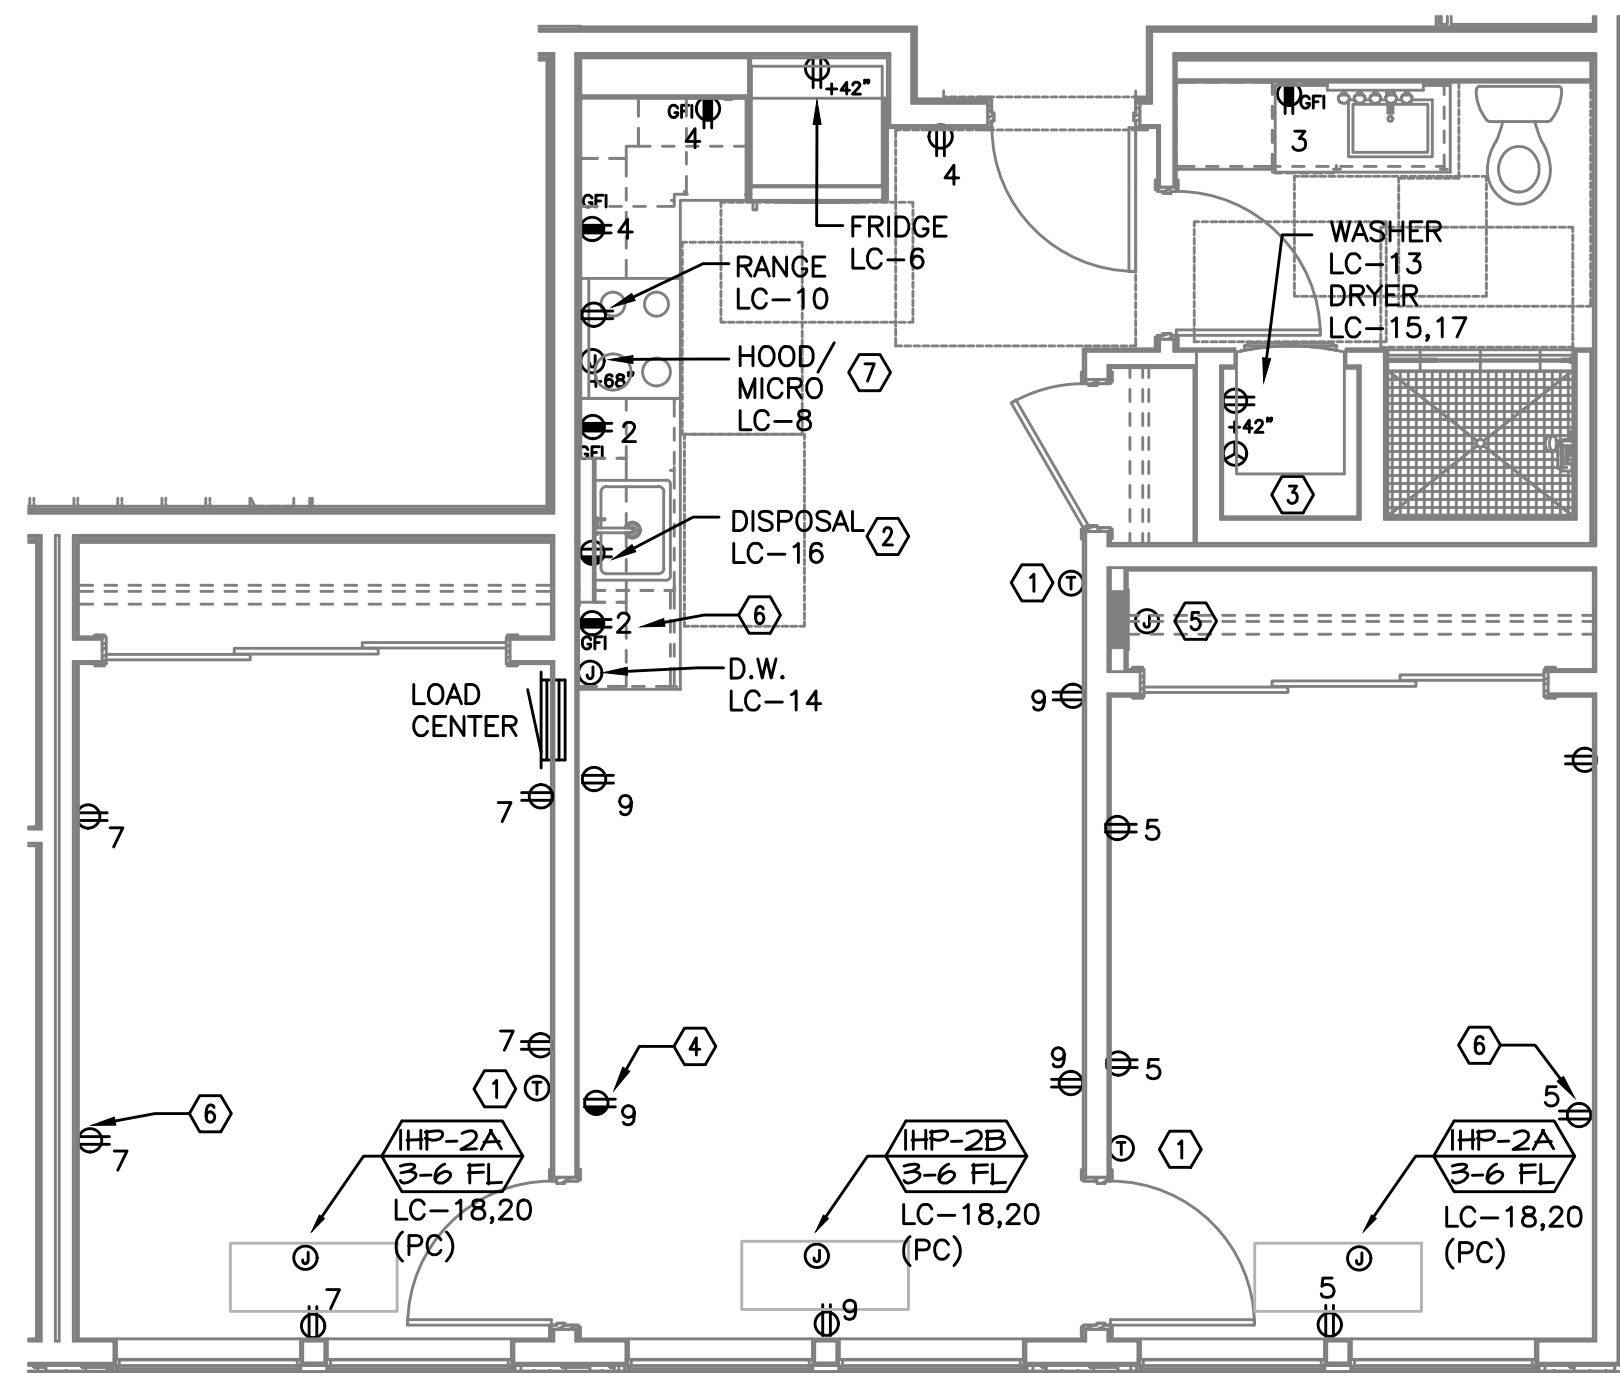 +42"
GFI
4
GFI
3
4
GFI
4
FRIDGE
LC-6
WASHER
LC-13
DRYER
LC-15,17
RANGE
LC-10
J
+68"
HOOD/
MICRO
LC-8
7
2
GFI
+42"
3
DISPOSAL
LC-16
2
1
T
2
GFI
6
J
5
J
D.W.
LC-14
LOAD
CENTER
9
7
7
9
5
7
1
T
4
9
9
5
6
5
6
7
T
1
IHP-2A
3-6 FL
LC-18,20
(PC)
IHP-2B
3-6 FL
LC-18,20
(PC)
IHP-2A
3-6 FL
LC-18,20
(PC)
J
J
J
7
9
5